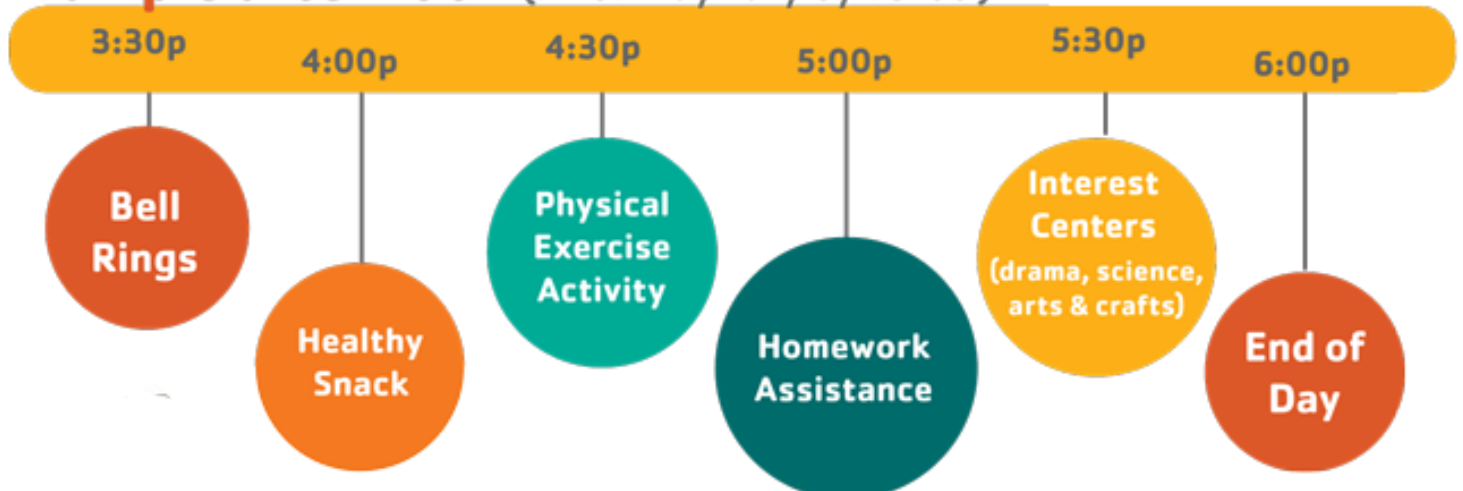 3:30p
4:00p
4:30p
5:00p
5:30p
6:00p
Bell
Rings
Healthy
Snack
Physical
Exercise
Activity
Homework
Assistance
Interest
Centers
(drama, science,
arts & crafts)
End of
Day